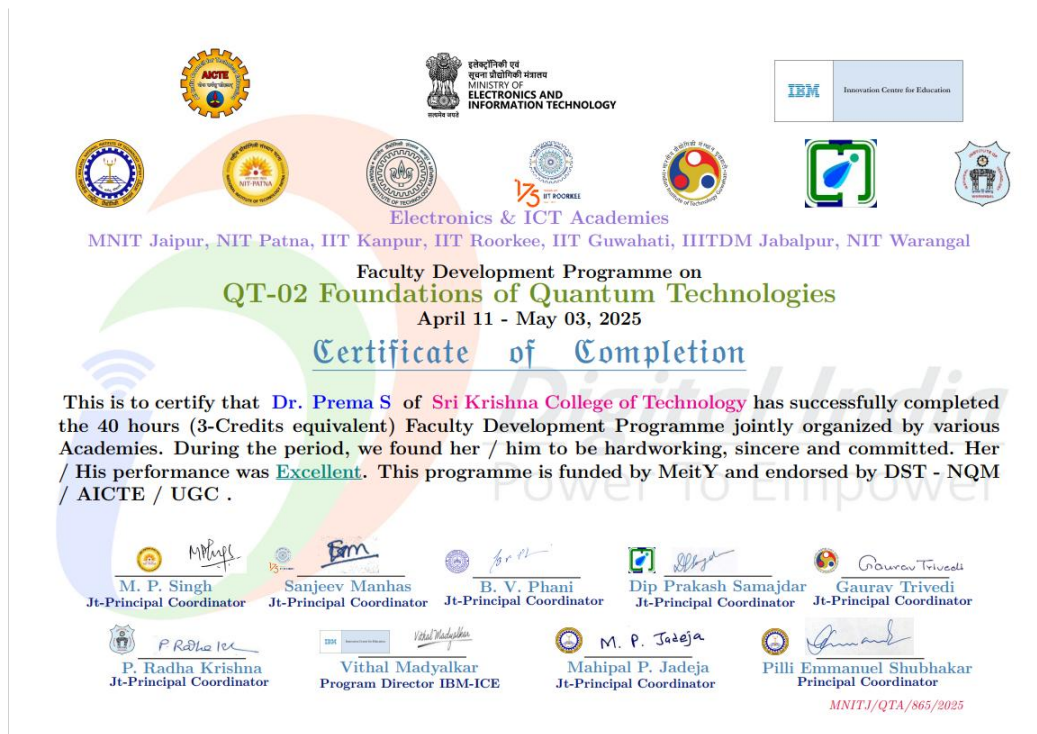 AICTE
इलेक्ट्रॉनिकी एवं
सूचना प्रौद्योगिकी मंत्रालय
MINISTRY OF
ELECTRONICS AND
INFORMATION TECHNOLOGY
सत्यमेव जयते
IBM Innovation Centre for Education
NIT-PATNA
175 IIT ROORKEE
Electronics & ICT Academies
MNIT Jaipur, NIT Patna, IIT Kanpur, IIT Roorkee, IIT Guwahati, IIITDM Jabalpur, NIT Warangal
Faculty Development Programme on
QT-02 Foundations of Quantum Technologies
April 11 - May 03, 2025
Certificate of Completion
Digital India
Power To Empower
This is to certify that Dr. Prema S of Sri Krishna College of Technology has successfully completed
the 40 hours (3-Credits equivalent) Faculty Development Programme jointly organized by various
Academies. During the period, we found her / him to be hardworking, sincere and committed. Her
/ His performance was Excellent. This programme is funded by MeitY and endorsed by DST - NQM
/ AICTE / UGC .
Gaurav Trivedi
M. P. Singh Sanjeev Manhas B. V. Phani Dip Prakash Samajdar Gaurav Trivedi
Jt-Principal Coordinator Jt-Principal Coordinator Jt-Principal Coordinator Jt-Principal Coordinator Jt-Principal Coordinator
IBM Vithal Madyalkar M. P. Jadeja
P. Radha Krishna Vithal Madyalkar Mahipal P. Jadeja Pilli Emmanuel Shubhakar
Jt-Principal Coordinator Program Director IBM-ICE Jt-Principal Coordinator Principal Coordinator
MNITJ/QTA/865/2025